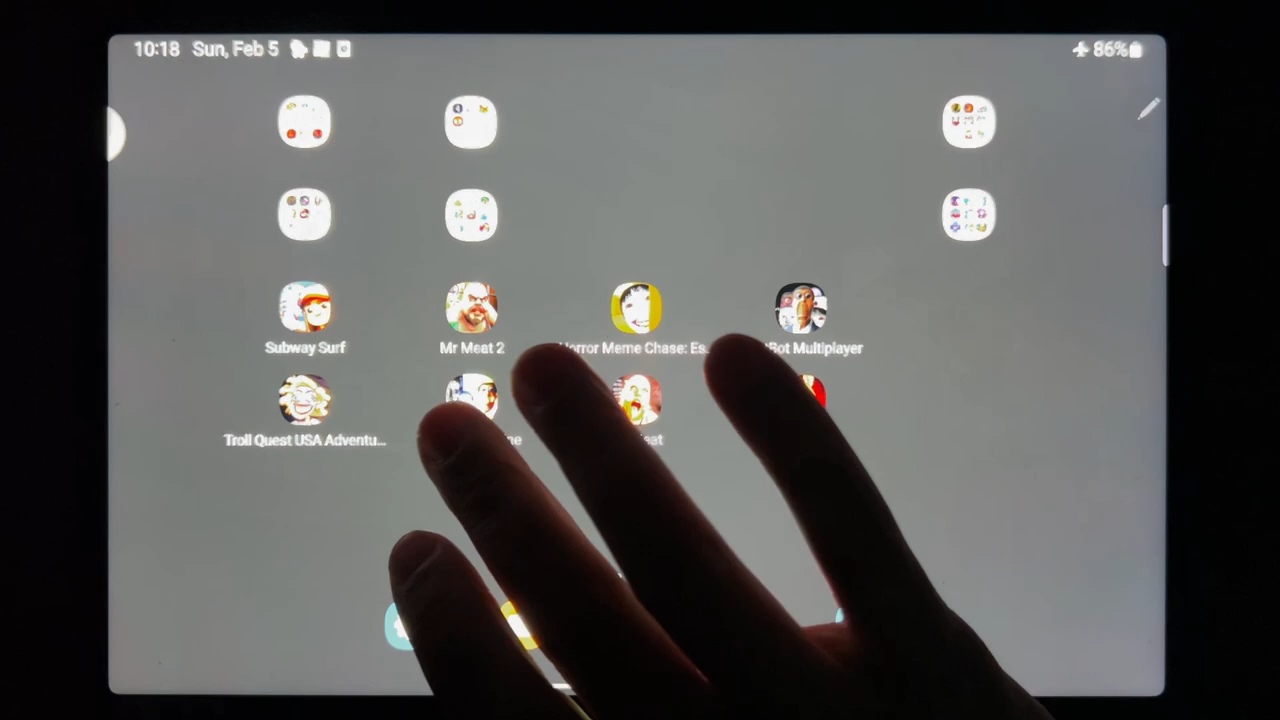 10:18 Sun, Feb 5
86%
Subway Surf
Mr Meat 2
Horror Meme Chase: Es...
Bot Multiplayer
Troll Quest USA Adventu...